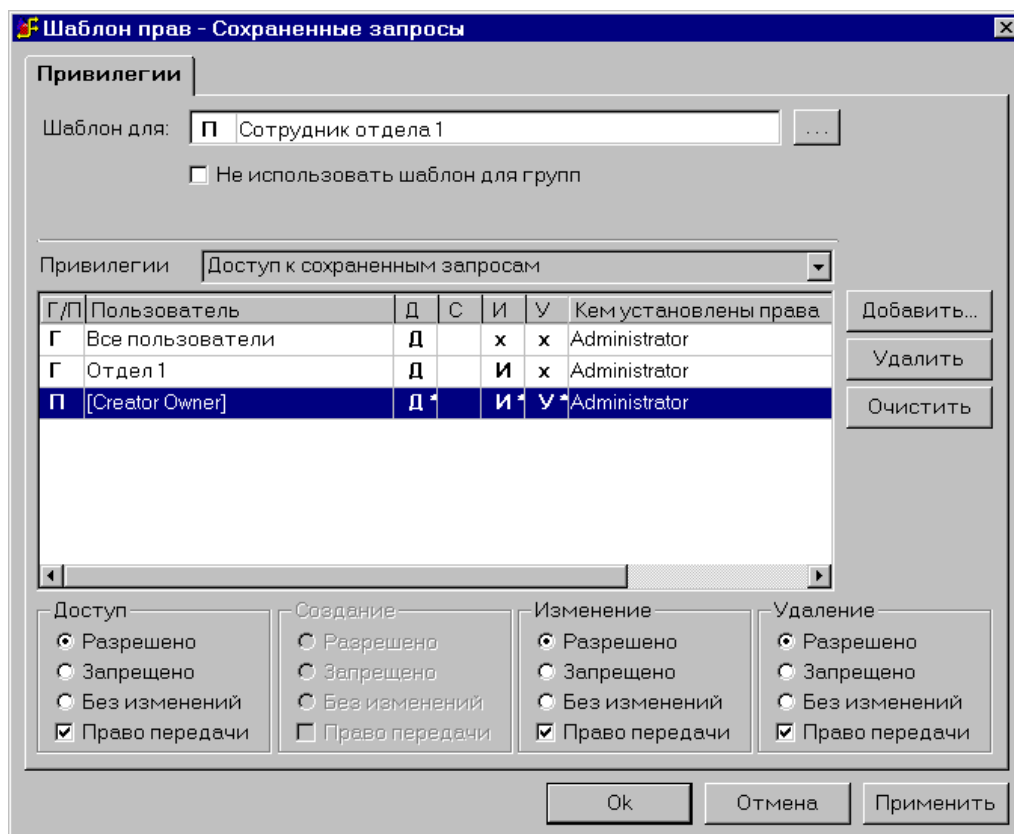 Шаблон прав - Сохраненные запросы
Привилегии
Шаблон для: П Сотрудник отдела 1 ...
Не использовать шаблон для групп
Привилегии Доступ к сохраненным запросам
Г/П Пользователь Д С И У Кем установлены права Добавить...
Г Все пользователи Д х х Administrator
Г Отдел 1 Д И х Administrator Удалить
П [Creator Owner] Д* И* У* Administrator Очистить
Доступ Создание Изменение Удаление
Разрешено Разрешено Разрешено Разрешено
Запрещено Запрещено Запрещено Запрещено
Без изменений Без изменений Без изменений Без изменений
Право передачи Право передачи Право передачи Право передачи
Ok Отмена Применить